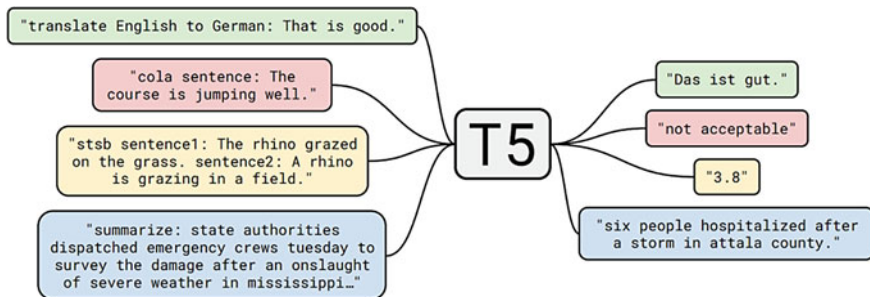 "translate English to German: That is good."
"cola sentence: The
course is jumping well."
"stsb sentence1: The rhino grazed
on the grass. sentence2: A rhino
is grazing in a field."
"summarize: state authorities
dispatched emergency crews tuesday to
survey the damage after an onslaught
of severe weather in mississippi…"
T5
"Das ist gut."
"not acceptable"
"3.8"
"six people hospitalized after
a storm in attala county."